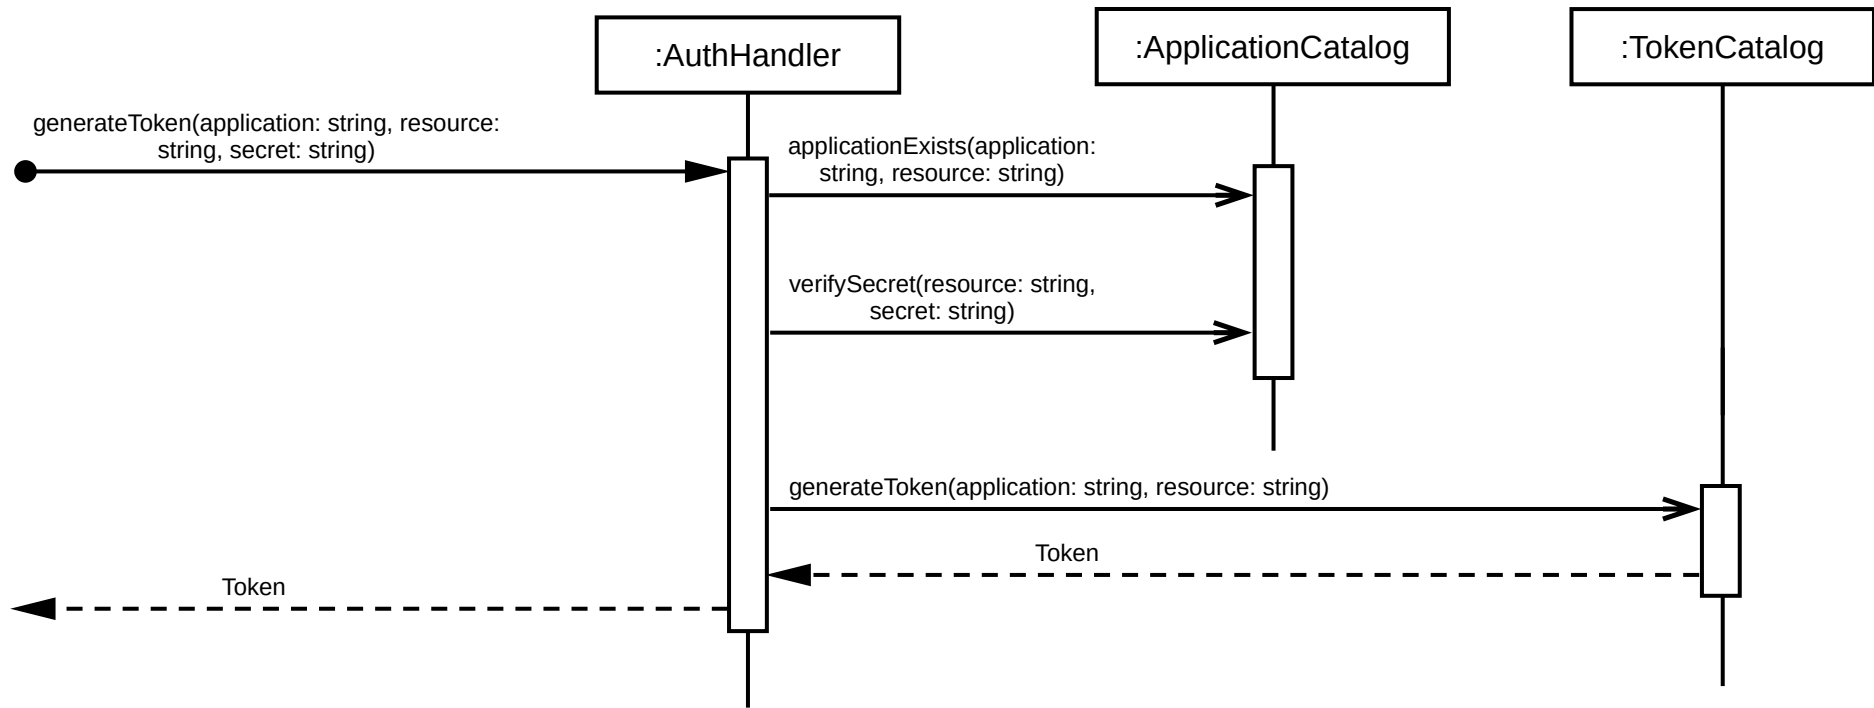 :AuthHandler
:ApplicationCatalog
:TokenCatalog
generateToken(application: string, resource:
string, secret: string)
applicationExists(application:
string, resource: string)
verifySecret(resource: string,
secret: string)
generateToken(application: string, resource: string)
Token
Token